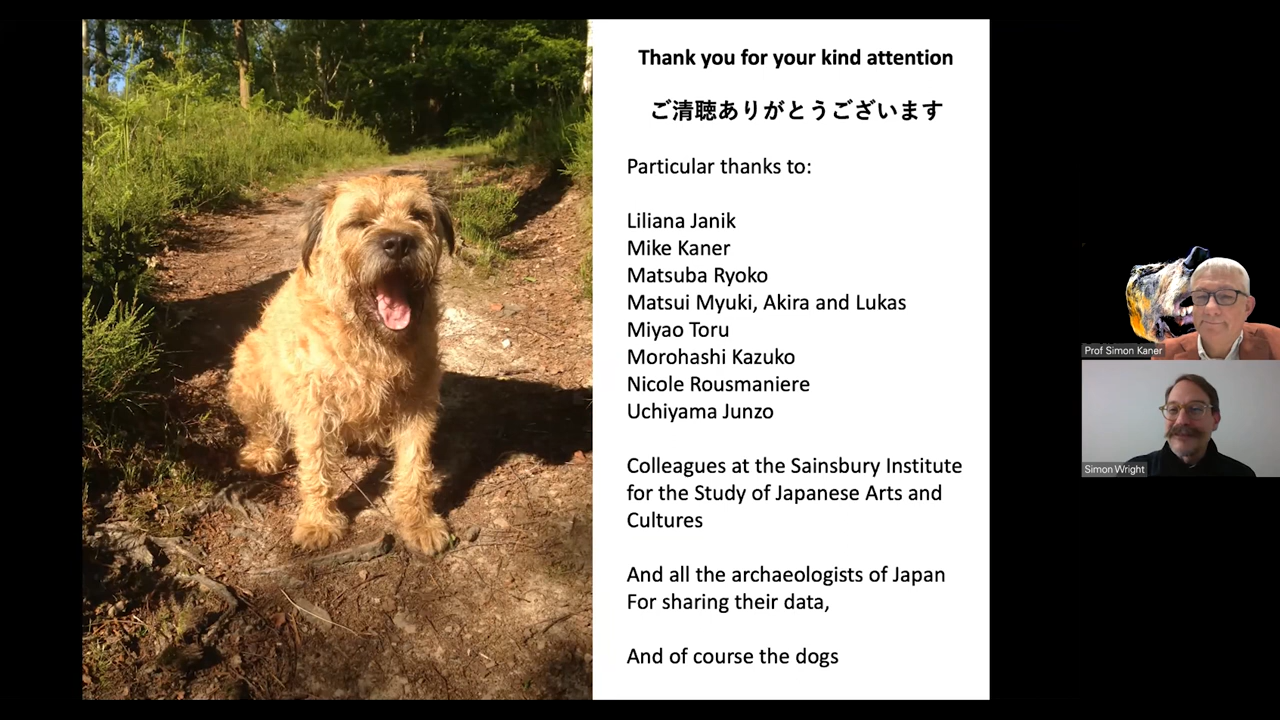 Thank you for your kind attention
ご清聴ありがとうございます
Particular thanks to:
Liliana Janik
Mike Kaner
Matsuba Ryoko
Matsui Myuki, Akira and Lukas
Miyao Toru
Morohashi Kazuko
Nicole Rousmaniere
Uchiyama Junzo
Colleagues at the Sainsbury Institute
for the Study of Japanese Arts and
Cultures
And all the archaeologists of Japan
For sharing their data,
And of course the dogs
Prof Simon Kaner
Simon Wright